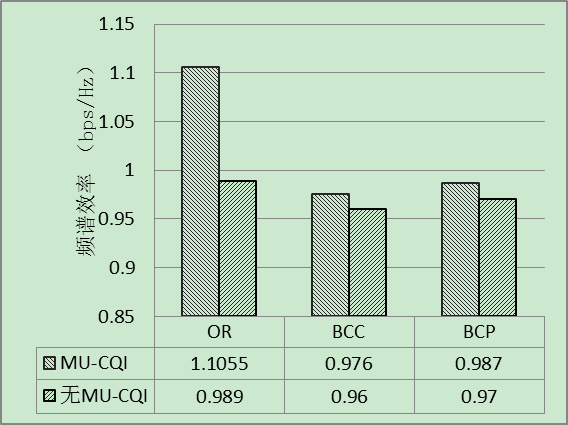 1.15
1.1
1.05
1
0.95
0.9
0.85
频谱效率 （bps/Hz）
OR BCC BCP
MU-CQI 1.1055 0.976 0.987
无MU-CQI 0.989 0.96 0.97